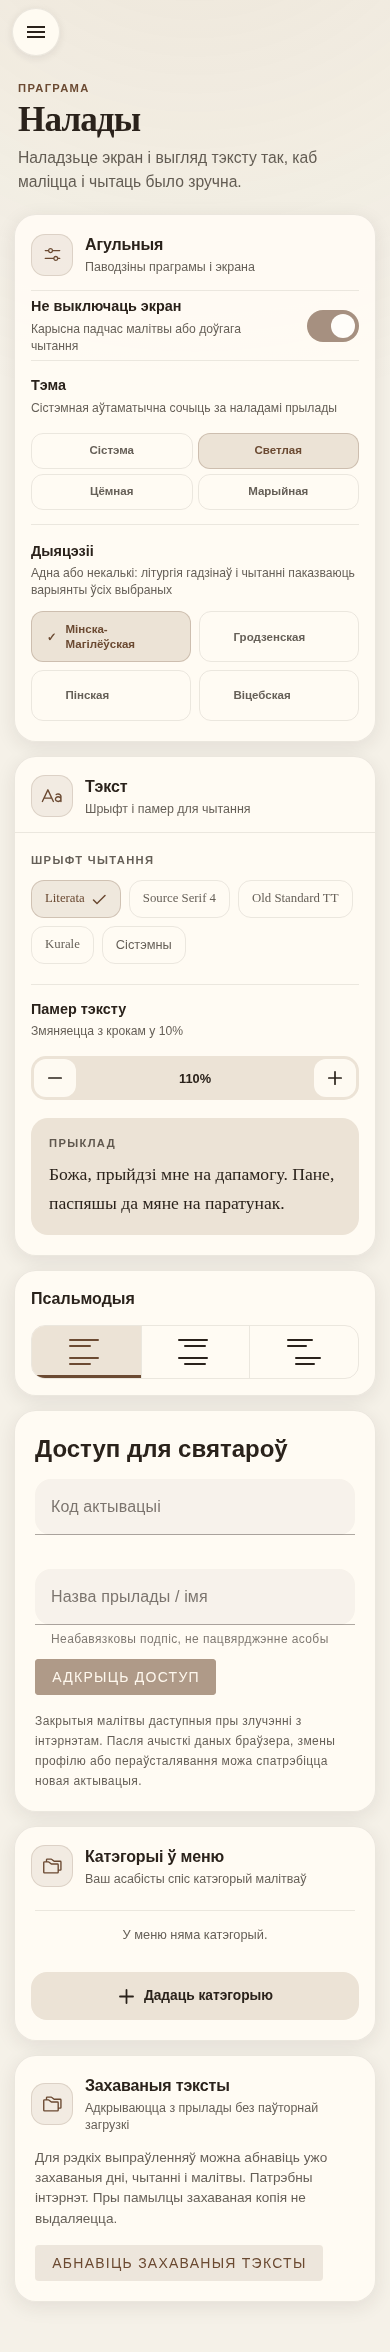 ПРАГРАМА
Налады
Наладзьце экран і выгляд тэксту так, каб
маліцца і чытаць было зручна.
Агульныя
Паводзіны праграмы і экрана
Не выключаць экран
Карысна падчас малітвы або доўгага
чытання
Тэма
Сістэмная аўтаматычна сочыць за наладамі прылады
Сістэма
Светлая
Цёмная
Марыйная
Дыяцэзіі
Адна або некалькі: літургія гадзінаў і чытанні паказваюць
варыянты ўсіх выбраных
✓ Мінска-
Магілёўская
Гродзенская
Пінская
Віцебская
Тэкст
Шрыфт і памер для чытання
ШРЫФТ ЧЫТАННЯ
Literata
Source Serif 4
Old Standard TT
Kurale
Сістэмны
Памер тэксту
Змяняецца з крокам у 10%
110%
ПРЫКЛАД
Божа, прыйдзі мне на дапамогу. Пане,
паспяшы да мяне на паратунак.
Псальмодыя
Доступ для святароў
Код актывацыі
Назва прылады / імя
Неабавязковы подпіс, не пацвярджэнне асобы
АДКРЫЦЬ ДОСТУП
Закрытыя малітвы даступныя пры злучэнні з
інтэрнэтам. Пасля ачысткі даных браўзера, змены
профілю або пераўсталявання можа спатрэбіцца
новая актывацыя.
Катэгорыі ў меню
Ваш асабісты спіс катэгорый малітваў
У меню няма катэгорый.
Дадаць катэгорыю
Захаваныя тэксты
Адкрываюцца з прылады без паўторнай
загрузкі
Для рэдкіх выпраўленняў можна абнавіць ужо
захаваныя дні, чытанні і малітвы. Патрэбны
інтэрнэт. Пры памылцы захаваная копія не
выдаляецца.
АБНАВІЦЬ ЗАХАВАНЫЯ ТЭКСТЫ